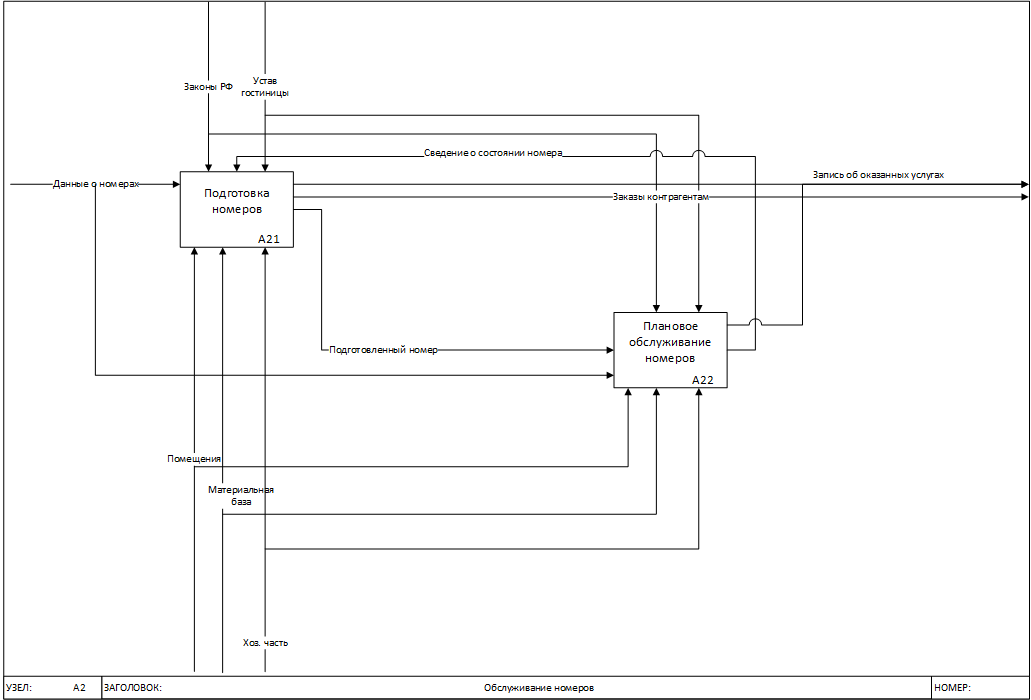 Законы РФ
Устав
гостиницы
Сведение о состоянии номера
Данные о номерах
Запись об оказанных услугах
Подготовка
номеров
A21
Заказы контрагентам
Плановое
обслуживание
номеров
A22
Подготовленный номер
Помещения
Материальная
база
Хоз. часть
УЗЕЛ: A2 ЗАГОЛОВОК: Обслуживание номеров НОМЕР: